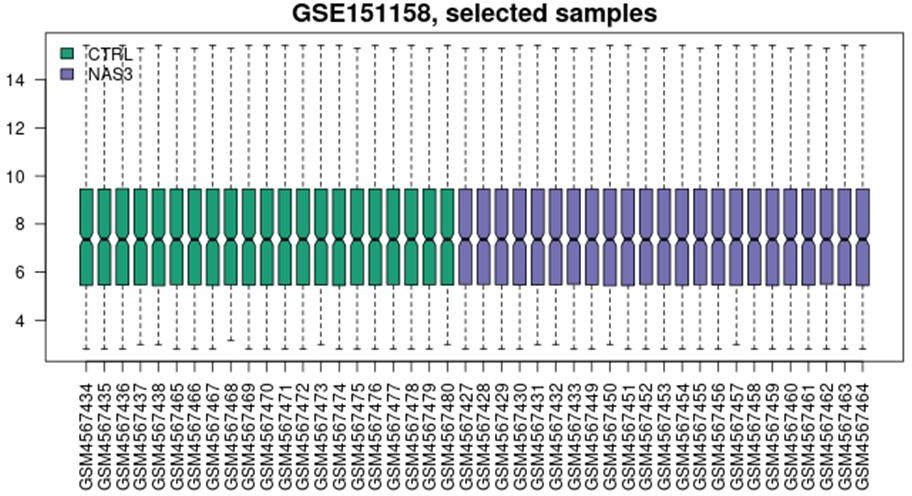 GSE151158, selected samples
CTRL
NAS3
14
12
10
8
6
4
GSM4567434
GSM4567435
GSM4567436
GSM4567437
GSM4567438
GSM4567465
GSM4567466
GSM4567467
GSM4567468
GSM4567469
GSM4567470
GSM4567471
GSM4567472
GSM4567473
GSM4567474
GSM4567475
GSM4567476
GSM4567477
GSM4567478
GSM4567479
GSM4567480
GSM4567427
GSM4567428
GSM4567429
GSM4567430
GSM4567431
GSM4567432
GSM4567433
GSM4567449
GSM4567450
GSM4567451
GSM4567452
GSM4567453
GSM4567454
GSM4567455
GSM4567456
GSM4567457
GSM4567458
GSM4567459
GSM4567460
GSM4567461
GSM4567462
GSM4567463
GSM4567464